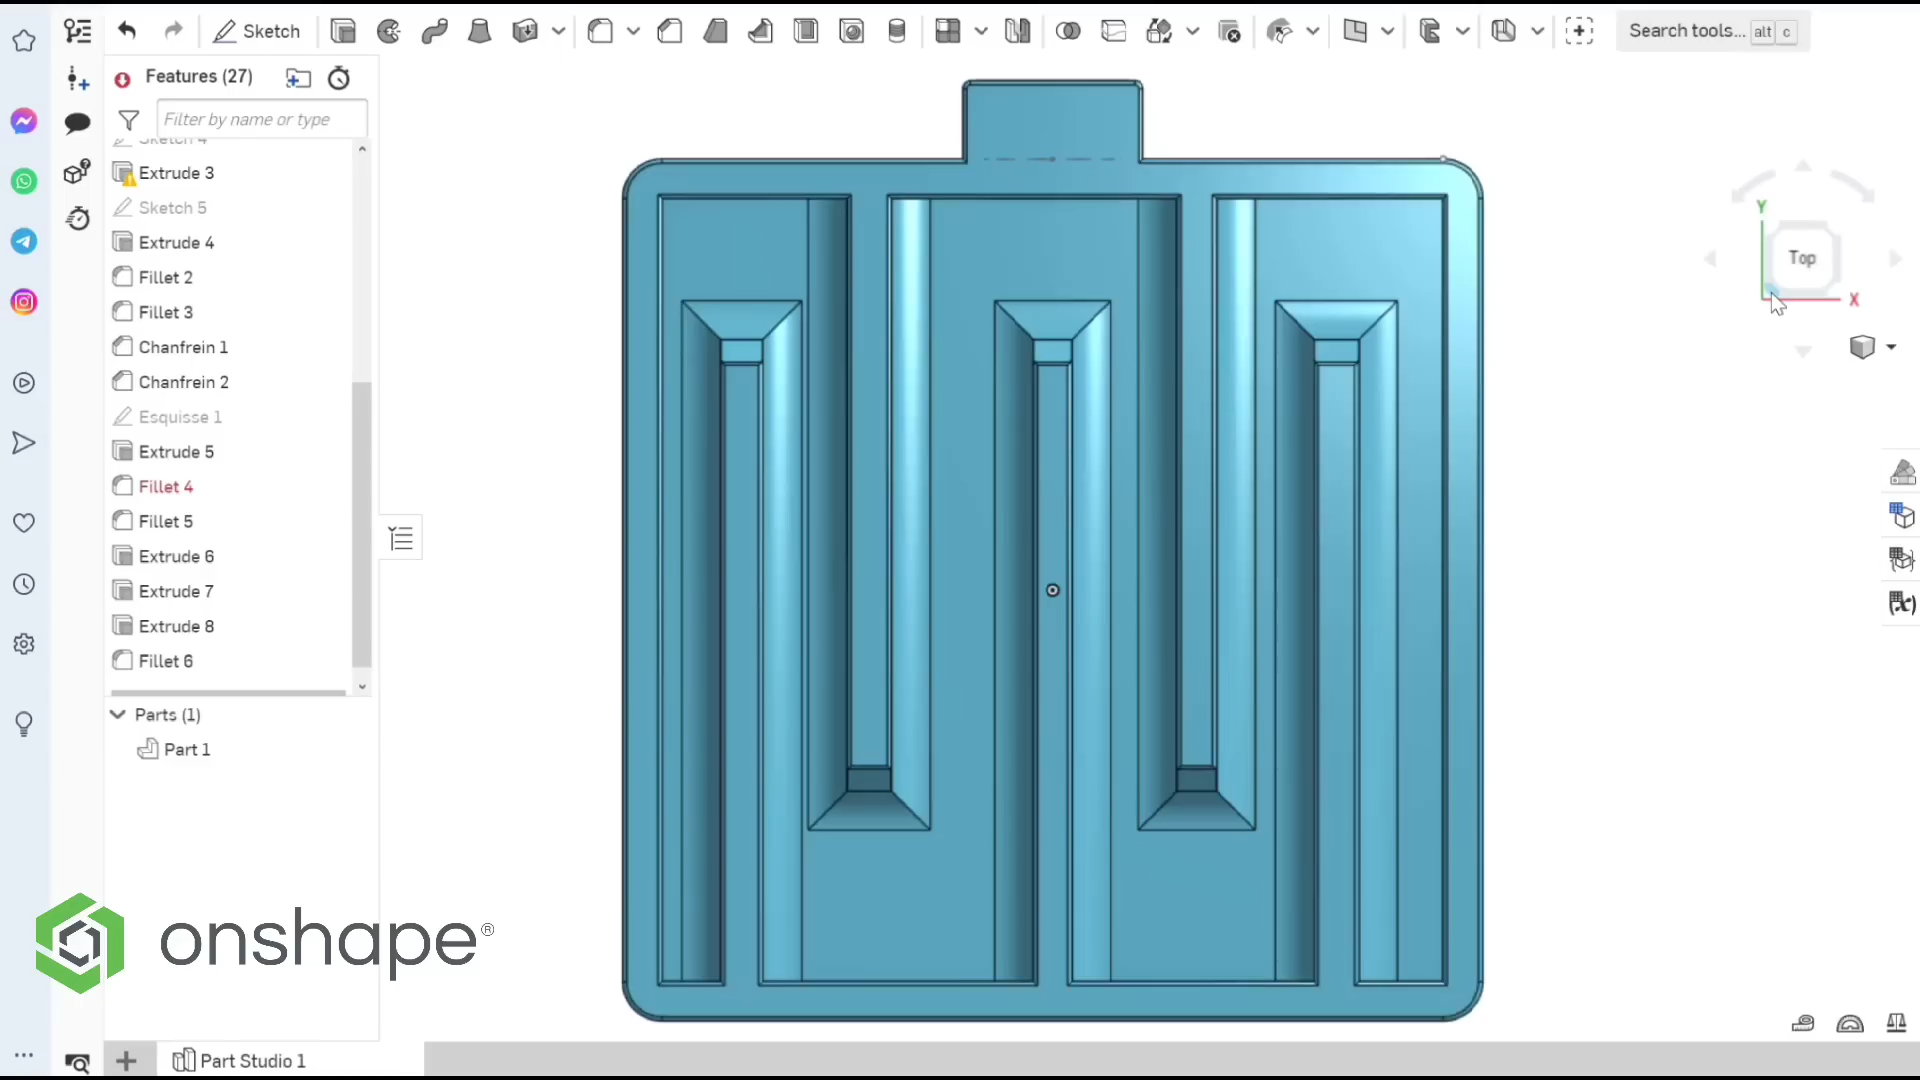 Sketch
Search tools... alt c
Features (27)
Filter by name or type
Sketch 4
Extrude 3
Sketch 5
Extrude 4
Fillet 2
Fillet 3
Chanfrein 1
Chanfrein 2
Esquisse 1
Extrude 5
Fillet 4
Fillet 5
Extrude 6
Extrude 7
Extrude 8
Fillet 6
Parts (1)
Part 1
Y
Top
X
(x)
onshape®
Part Studio 1